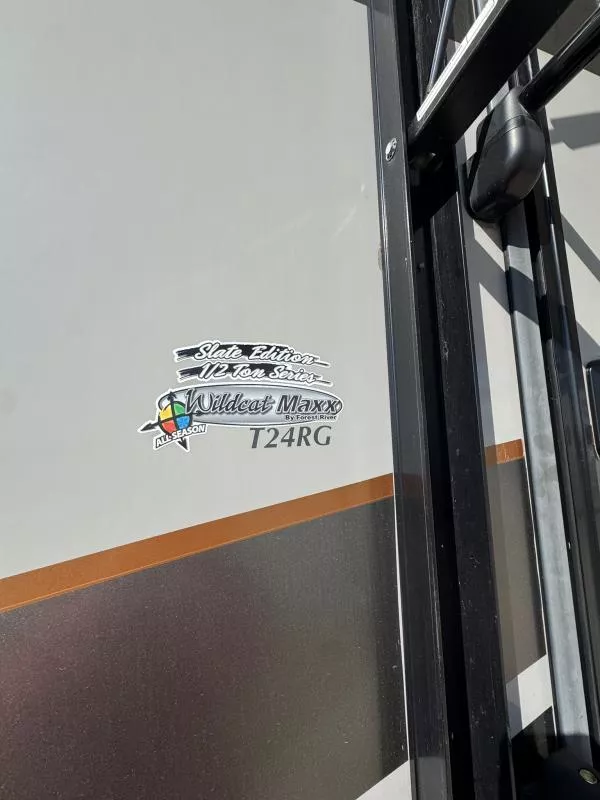 Slate Edition
1/2 Ton Series
Wildcat Maxx
By Forest River
ALL SEASON
T24RG